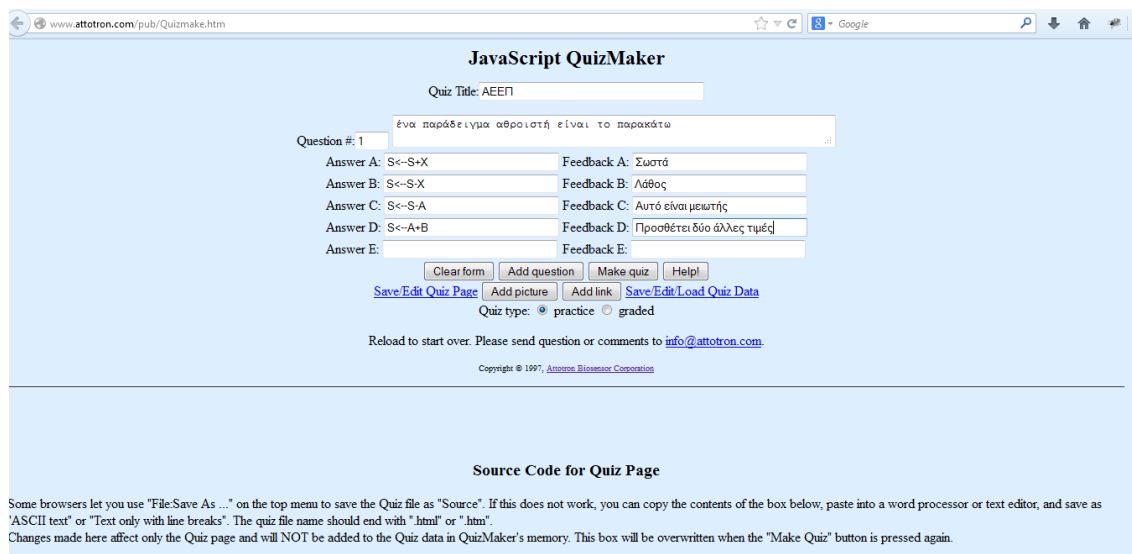 www.attotron.com/pub/Quizmake.htm Google
JavaScript QuizMaker
Quiz Title: ΑΕΕΠ
ένα παράδειγμα αθροιστή είναι το παρακάτω
Question #: 1
Answer A: S<--S+X Feedback A: Σωστά
Answer B: S<--S-X Feedback B: Λάθος
Answer C: S<--S-A Feedback C: Αυτό είναι μειωτής
Answer D: S<--A+B Feedback D: Προσθέτει δύο άλλες τιμές
Answer E: Feedback E:
Clear form Add question Make quiz Help!
Save/Edit Quiz Page Add picture Add link Save/Edit/Load Quiz Data
Quiz type: practice graded
Reload to start over. Please send question or comments to info@attotron.com.
Copyright © 1997, Attotron Biosensor Corporation
Source Code for Quiz Page
Some browsers let you use "File:Save As ..." on the top menu to save the Quiz file as "Source". If this does not work, you can copy the contents of the box below, paste into a word processor or text editor, and save as
"ASCII text" or "Text only with line breaks". The quiz file name should end with ".html" or ".htm".
Changes made here affect only the Quiz page and will NOT be added to the Quiz data in QuizMaker's memory. This box will be overwritten when the "Make Quiz" button is pressed again.